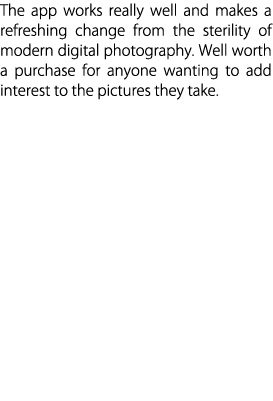 The app works really well and makes a
refreshing change from the sterility of
modern digital photography. Well worth
a purchase for anyone wanting to add
interest to the pictures they take.